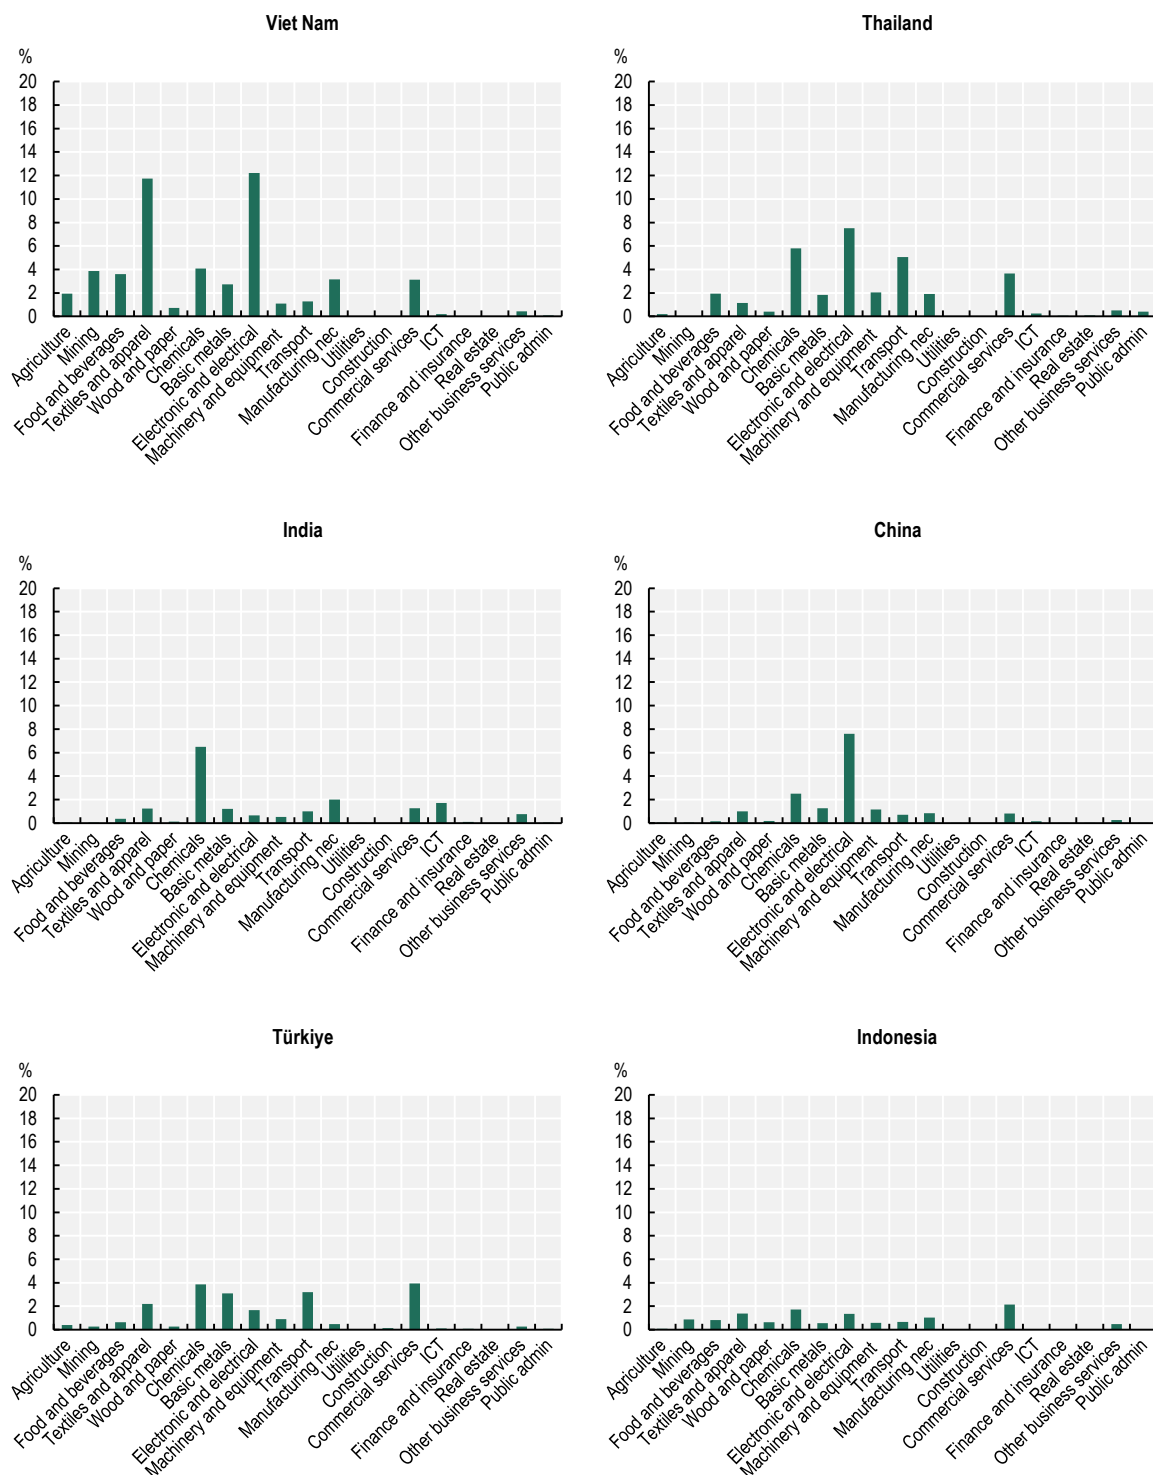 Viet Nam
%
20
18
16
14
12
10
8
6
4
2
0
Agriculture
Mining
Food and beverages
Textiles and apparel
Wood and paper
Chemicals
Basic metals
Electronic and electrical
Machinery and equipment
Transport
Manufacturing nec
Utilities
Construction
Commercial services
ICT
Finance and insurance
Real estate
Other business services
Public admin
Thailand
%
20
18
16
14
12
10
8
6
4
2
0
Agriculture
Mining
Food and beverages
Textiles and apparel
Wood and paper
Chemicals
Basic metals
Electronic and electrical
Machinery and equipment
Transport
Manufacturing nec
Utilities
Construction
Commercial services
ICT
Finance and insurance
Real estate
Other business services
Public admin
India
%
20
18
16
14
12
10
8
6
4
2
0
Agriculture
Mining
Food and beverages
Textiles and apparel
Wood and paper
Chemicals
Basic metals
Electronic and electrical
Machinery and equipment
Transport
Manufacturing nec
Utilities
Construction
Commercial services
ICT
Finance and insurance
Real estate
Other business services
Public admin
China
%
20
18
16
14
12
10
8
6
4
2
0
Agriculture
Mining
Food and beverages
Textiles and apparel
Wood and paper
Chemicals
Basic metals
Electronic and electrical
Machinery and equipment
Transport
Manufacturing nec
Utilities
Construction
Commercial services
ICT
Finance and insurance
Real estate
Other business services
Public admin
Türkiye
%
20
18
16
14
12
10
8
6
4
2
0
Agriculture
Mining
Food and beverages
Textiles and apparel
Wood and paper
Chemicals
Basic metals
Electronic and electrical
Machinery and equipment
Transport
Manufacturing nec
Utilities
Construction
Commercial services
ICT
Finance and insurance
Real estate
Other business services
Public admin
Indonesia
%
20
18
16
14
12
10
8
6
4
2
0
Agriculture
Mining
Food and beverages
Textiles and apparel
Wood and paper
Chemicals
Basic metals
Electronic and electrical
Machinery and equipment
Transport
Manufacturing nec
Utilities
Construction
Commercial services
ICT
Finance and insurance
Real estate
Other business services
Public admin